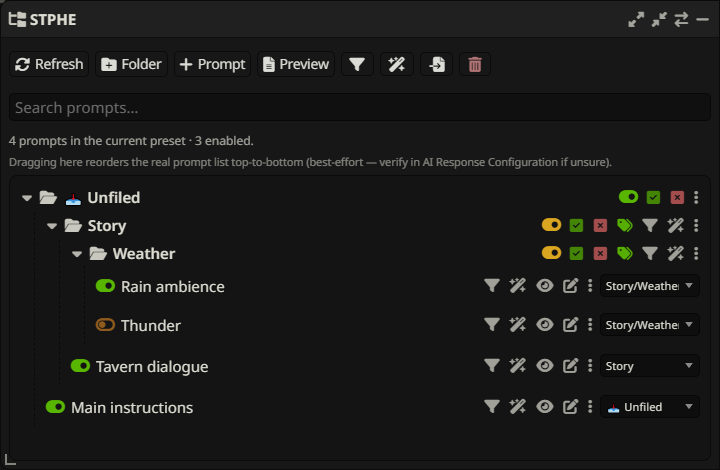 STPHE
Refresh Folder Prompt Preview
Search prompts...
4 prompts in the current preset · 3 enabled.
Dragging here reorders the real prompt list top-to-bottom (best-effort — verify in AI Response Configuration if unsure).
Unfiled
Story
Weather
Rain ambience Story/Weather
Thunder Story/Weather
Tavern dialogue Story
Main instructions Unfiled